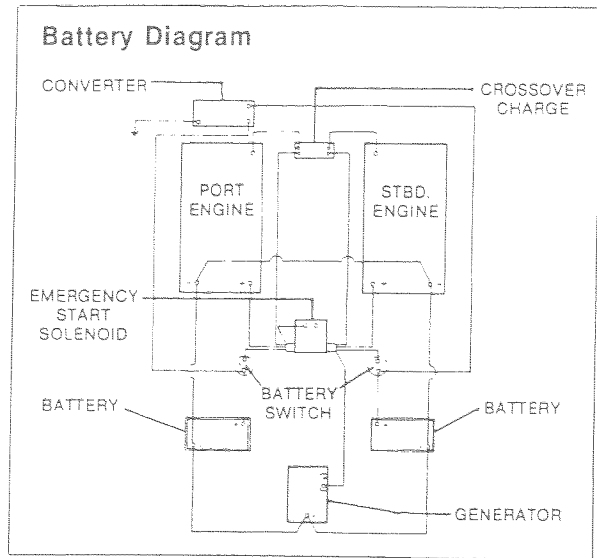 Battery Diagram
CONVERTER
CROSSOVER
CHARGE
PORT
ENGINE
STBD.
ENGINE
EMERGENCY
START
SOLENOID
BATTERY
SWITCH
BATTERY
BATTERY
GENERATOR